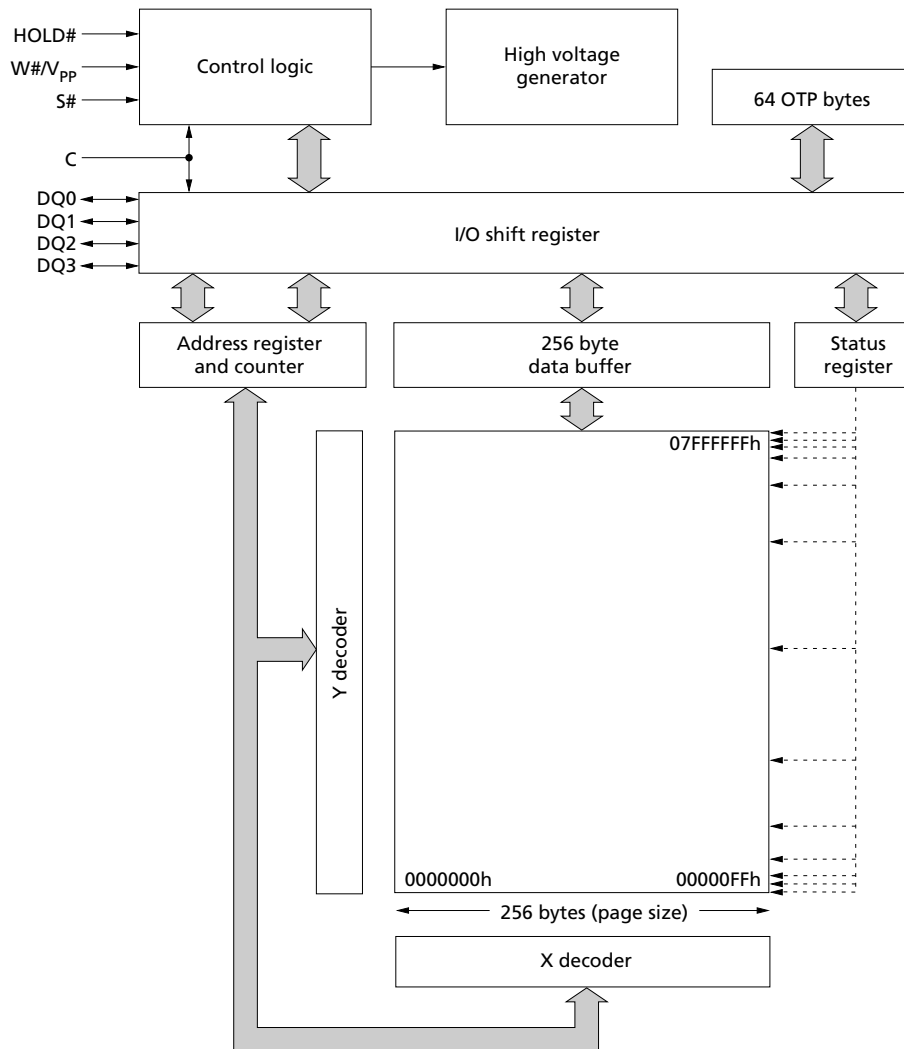 HOLD#
W#/VPP
S#
Control logic
High voltage
generator
64 OTP bytes
C
DQ0
DQ1
DQ2
DQ3
I/O shift register
Address register
and counter
256 byte
data buffer
Status
register
07FFFFFFh
Y decoder
0000000h
00000FFh
256 bytes (page size)
X decoder